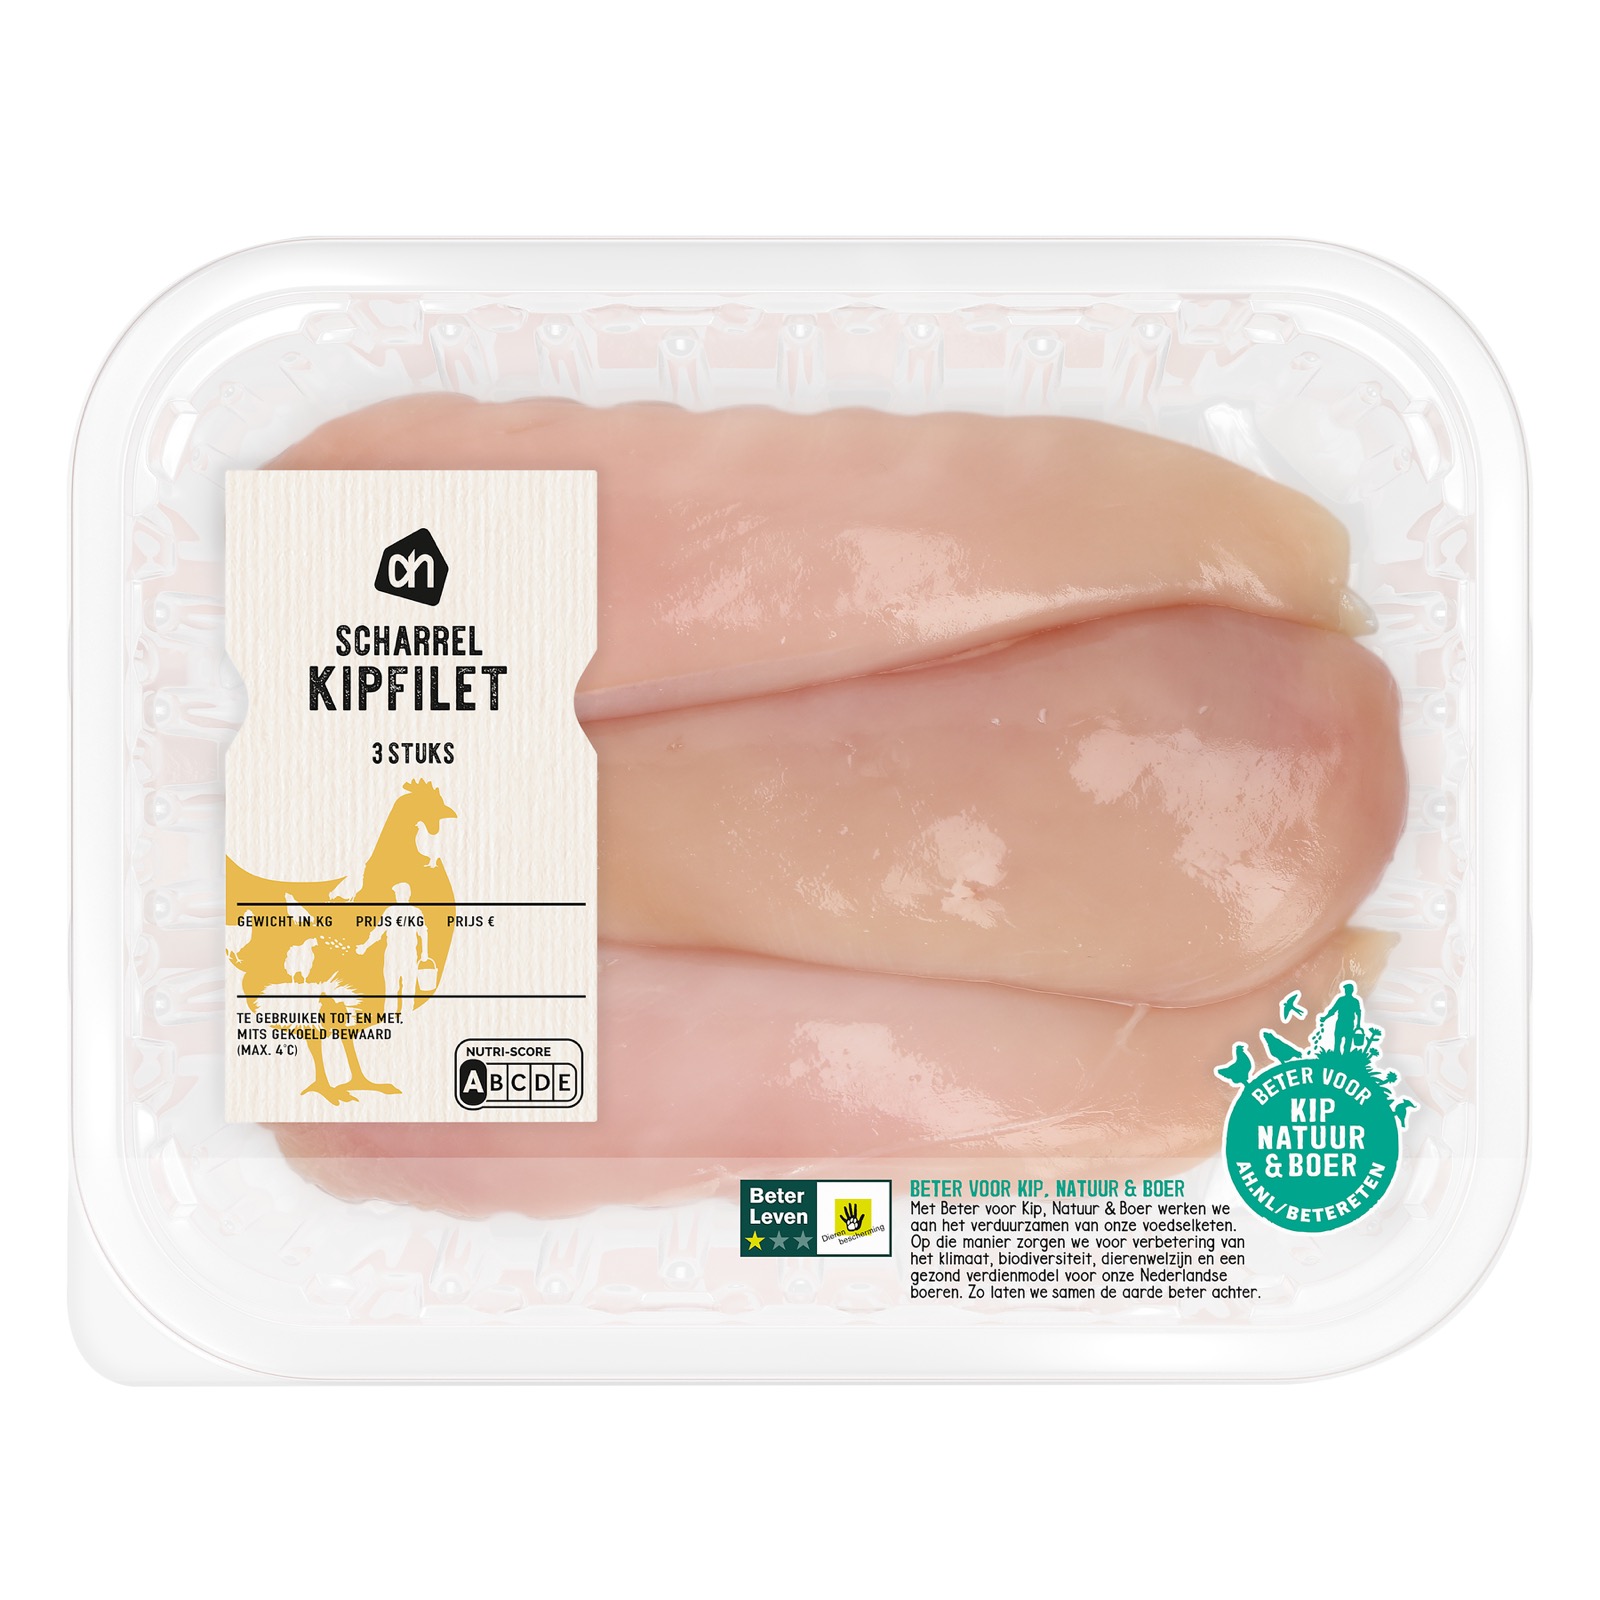 ah
SCHARREL
KIPFILET
3 STUKS
GEWICHT IN KG PRIJS €/KG PRIJS €
TE GEBRUIKEN TOT EN MET,
MITS GEKOELD BEWAARD
(MAX. 4°C)
NUTRI-SCORE
A B C D E
Beter
Leven
Dieren
bescherming
BETER VOOR KIP, NATUUR & BOER
Met Beter voor Kip, Natuur & Boer werken we
aan het verduurzamen van onze voedselketen.
Op die manier zorgen we voor verbetering van
het klimaat, biodiversiteit, dierenwelzijn en een
gezond verdienmodel voor onze Nederlandse
boeren. Zo laten we samen de aarde beter achter.
BETER VOOR
KIP
NATUUR
& BOER
AH.NL/BETERETEN